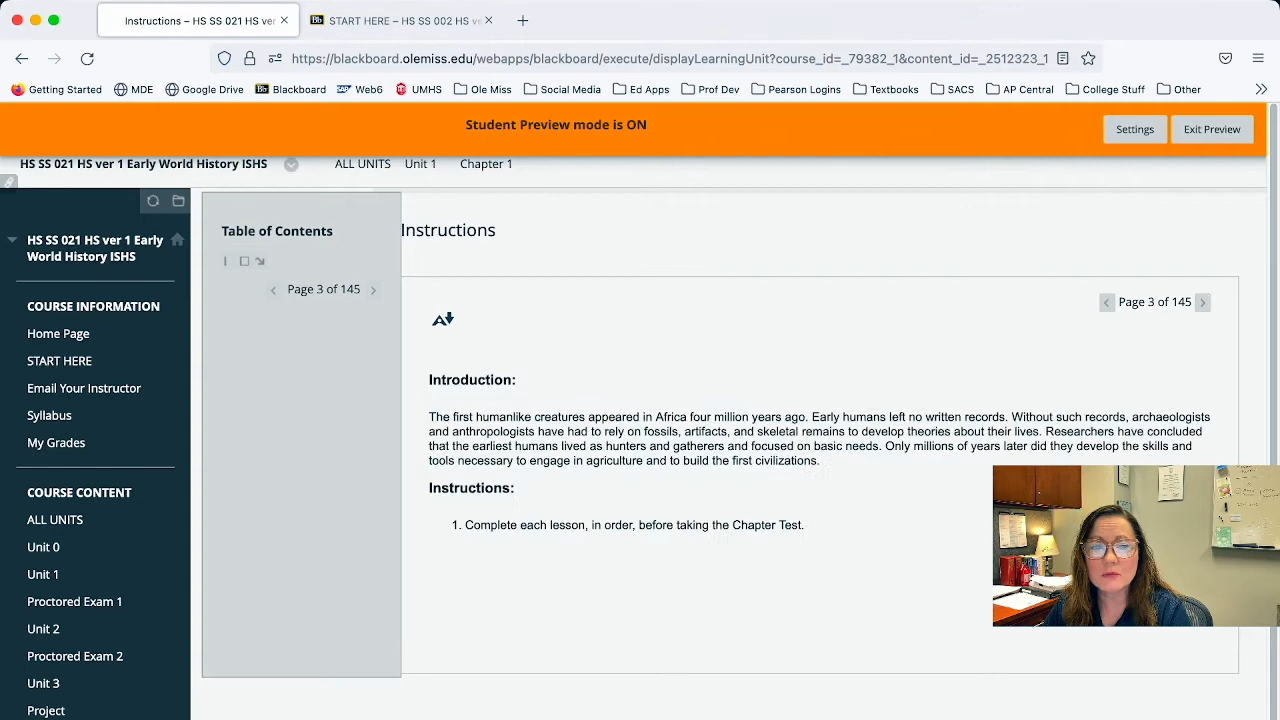 Instructions – HS SS 021 HS ver
START HERE – HS SS 002 HS ve
https://blackboard.olemiss.edu/webapps/blackboard/execute/displayLearningUnit?course_id=_79382_1&content_id=_2512323_1
Getting Started MDE Google Drive Bb Blackboard Web6 UMHS Ole Miss Social Media Ed Apps Prof Dev Pearson Logins Textbooks SACS AP Central College Stuff Other
Student Preview mode is ON
Settings
Exit Preview
HS SS 021 HS ver 1 Early World History ISHS
ALL UNITS Unit 1 Chapter 1
HS SS 021 HS ver 1 Early
World History ISHS
COURSE INFORMATION
Home Page
START HERE
Email Your Instructor
Syllabus
My Grades
COURSE CONTENT
ALL UNITS
Unit 0
Unit 1
Proctored Exam 1
Unit 2
Proctored Exam 2
Unit 3
Project
Table of Contents
Page 3 of 145
Instructions
Page 3 of 145
Introduction:
The first humanlike creatures appeared in Africa four million years ago. Early humans left no written records. Without such records, archaeologists
and anthropologists have had to rely on fossils, artifacts, and skeletal remains to develop theories about their lives. Researchers have concluded
that the earliest humans lived as hunters and gatherers and focused on basic needs. Only millions of years later did they develop the skills and
tools necessary to engage in agriculture and to build the first civilizations.
Instructions:
1. Complete each lesson, in order, before taking the Chapter Test.